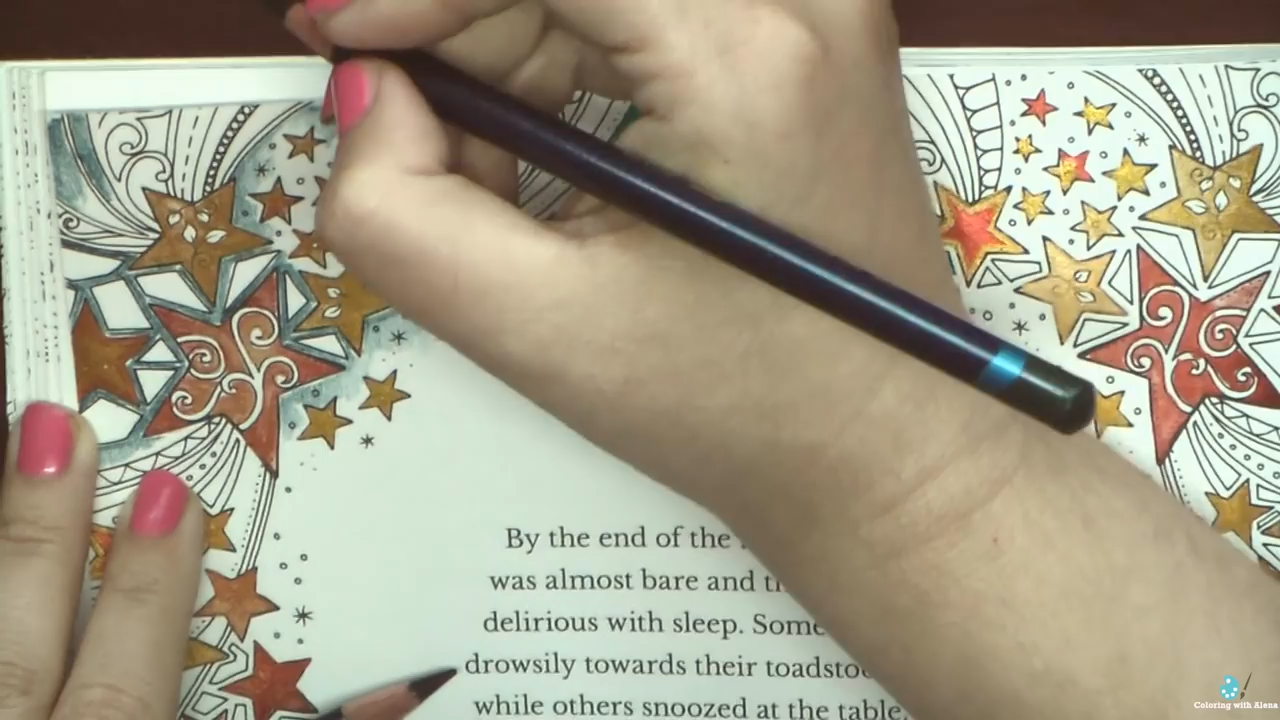 By the end of the
was almost bare and
delirious with sleep. Some
drowsily towards their
while others snoozed at the table.
Coloring with Alena